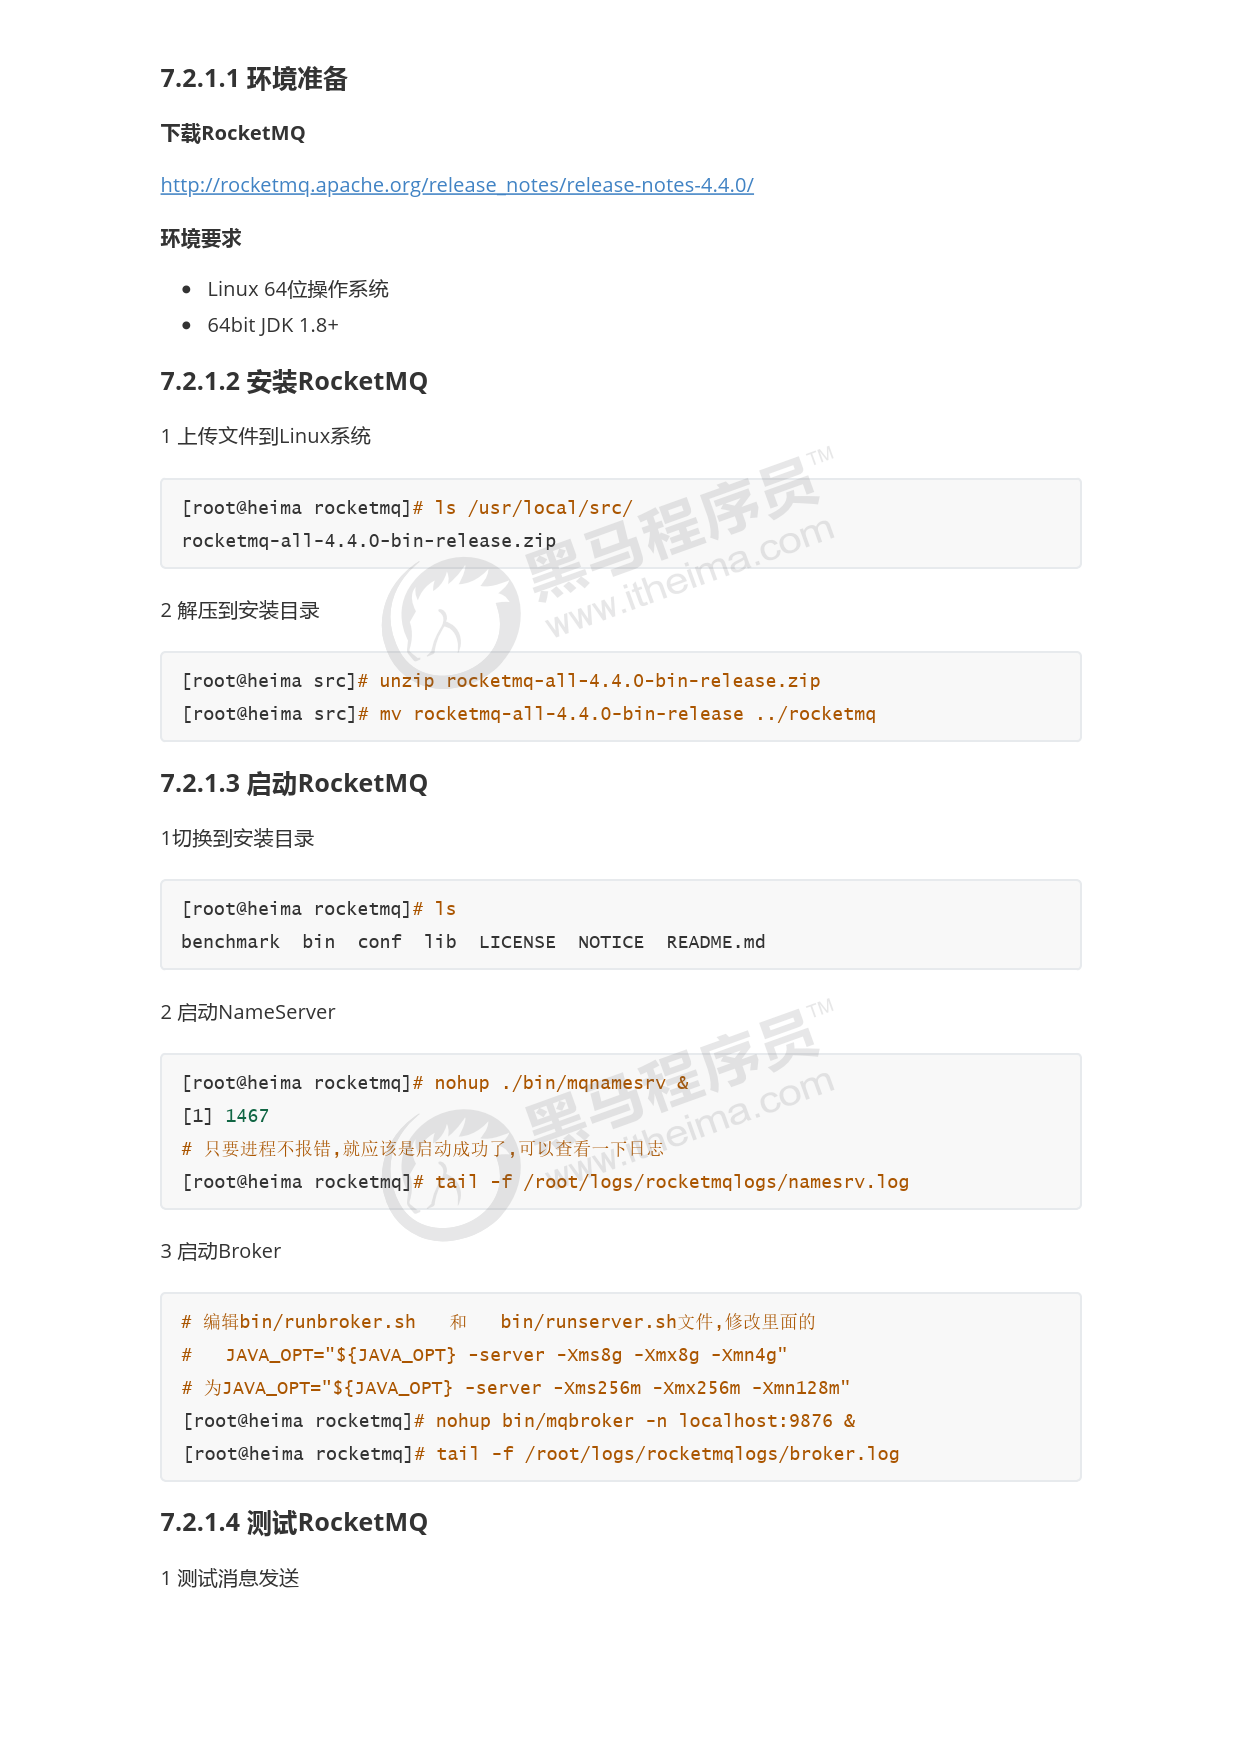 7.2.1.1 环境准备
下载RocketMQ
http://rocketmq.apache.org/release_notes/release-notes-4.4.0/
环境要求
Linux 64位操作系统
64bit JDK 1.8+
7.2.1.2 安装RocketMQ
1 上传文件到Linux系统
[root@heima rocketmq]# ls /usr/local/src/
rocketmq-all-4.4.0-bin-release.zip
黑马程序员™
www.itheima.com
2 解压到安装目录
[root@heima src]# unzip rocketmq-all-4.4.0-bin-release.zip
[root@heima src]# mv rocketmq-all-4.4.0-bin-release ../rocketmq
7.2.1.3 启动RocketMQ
1切换到安装目录
[root@heima rocketmq]# ls
benchmark  bin  conf  lib  LICENSE  NOTICE  README.md
2 启动NameServer
[root@heima rocketmq]# nohup ./bin/mqnamesrv &
[1] 1467
# 只要进程不报错,就应该是启动成功了,可以查看一下日志
[root@heima rocketmq]# tail -f /root/logs/rocketmqlogs/namesrv.log
黑马程序员™
www.itheima.com
3 启动Broker
# 编辑bin/runbroker.sh   和   bin/runserver.sh文件,修改里面的
#   JAVA_OPT="${JAVA_OPT} -server -Xms8g -Xmx8g -Xmn4g"
# 为JAVA_OPT="${JAVA_OPT} -server -Xms256m -Xmx256m -Xmn128m"
[root@heima rocketmq]# nohup bin/mqbroker -n localhost:9876 &
[root@heima rocketmq]# tail -f /root/logs/rocketmqlogs/broker.log
7.2.1.4 测试RocketMQ
1 测试消息发送